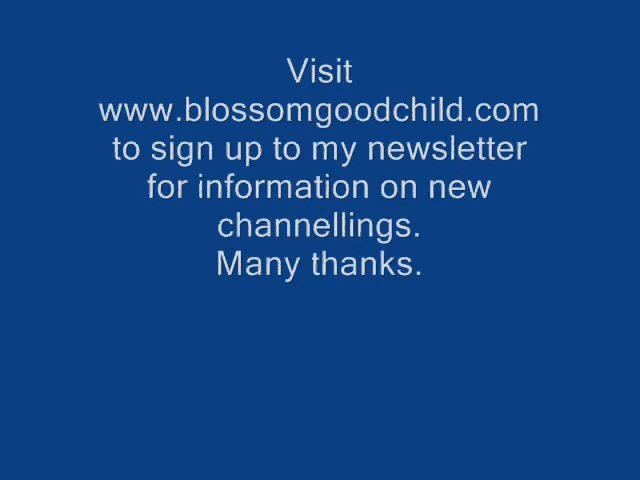 Visit
www.blossomgoodchild.com
to sign up to my newsletter
for information on new
channellings.
Many thanks.